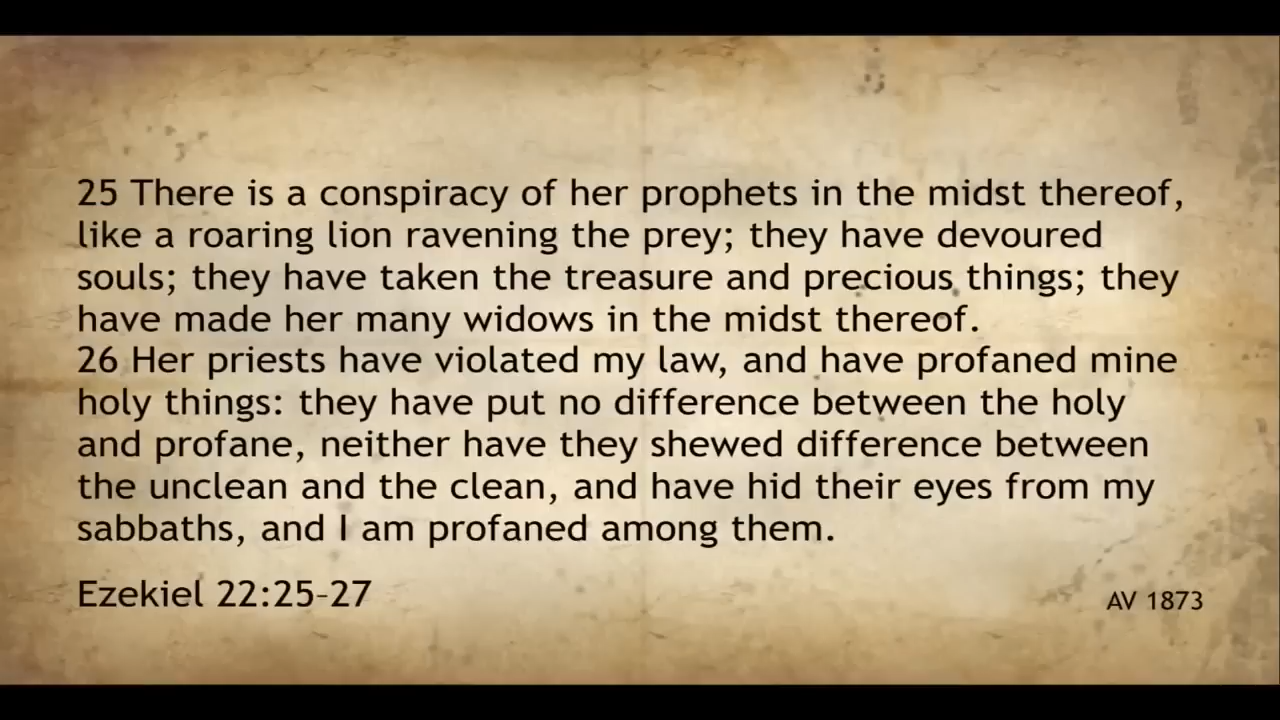 25 There is a conspiracy of her prophets in the midst thereof,
like a roaring lion ravening the prey; they have devoured
souls; they have taken the treasure and precious things; they
have made her many widows in the midst thereof.
26 Her priests have violated my law, and have profaned mine
holy things: they have put no difference between the holy
and profane, neither have they shewed difference between
the unclean and the clean, and have hid their eyes from my
sabbaths, and I am profaned among them.
Ezekiel 22:25-27
AV 1873